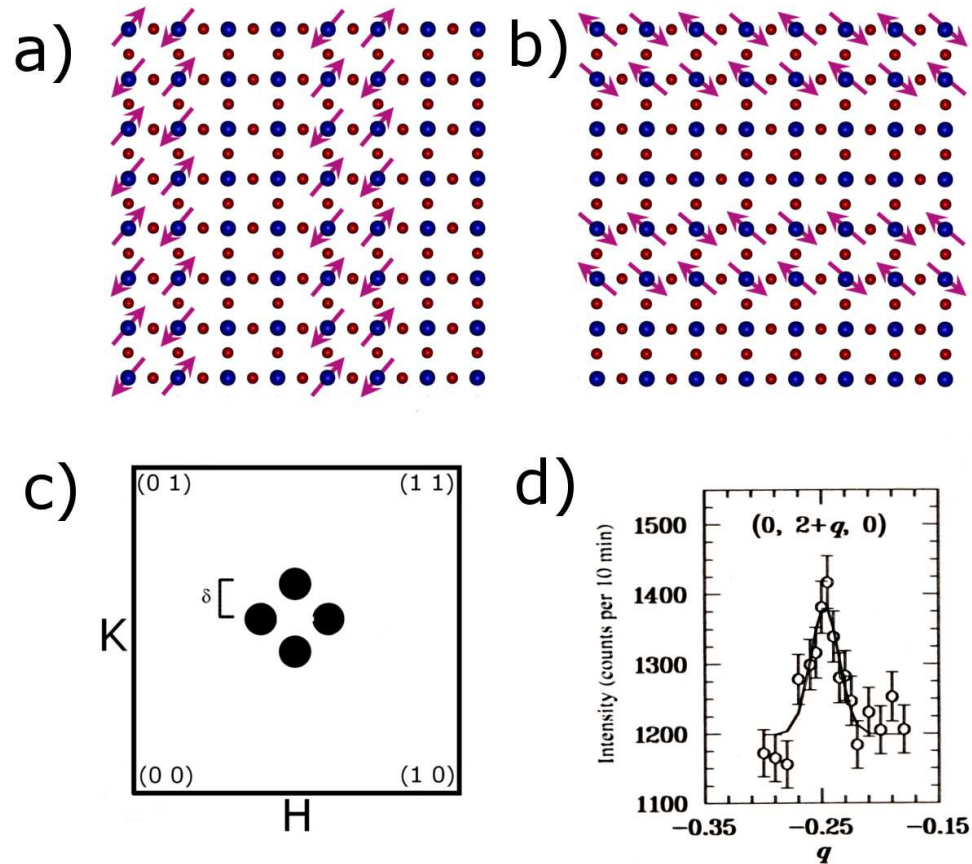 a)
b)
c)
(0 1)
(1 1)
δ
K
(0 0)
(1 0)
H
d)
(0, 2+q, 0)
Intensity (counts per 10 min)
1500
1400
1300
1200
1100
−0.35
−0.25
−0.15
q